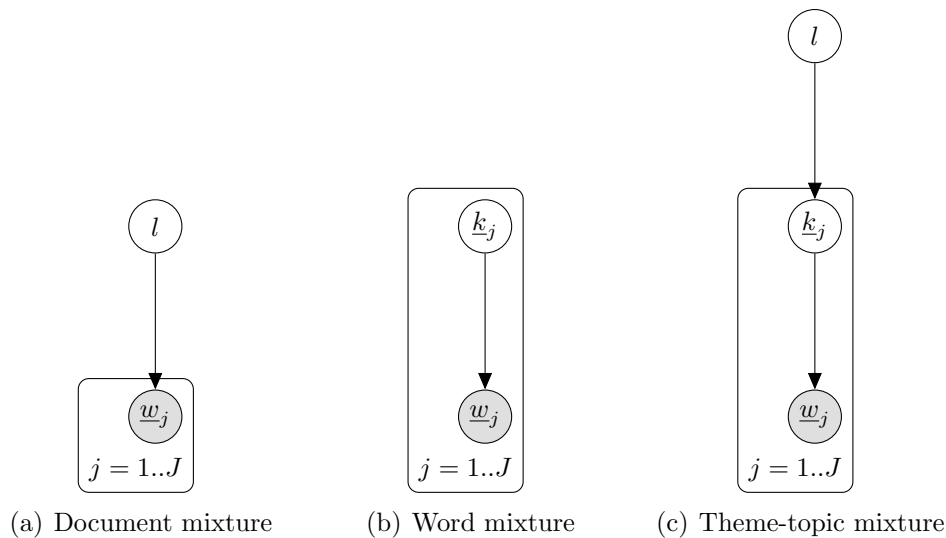 l
l
k_j
k_j
w_j
w_j
w_j
j = 1..J
j = 1..J
j = 1..J
(a) Document mixture
(b) Word mixture
(c) Theme-topic mixture